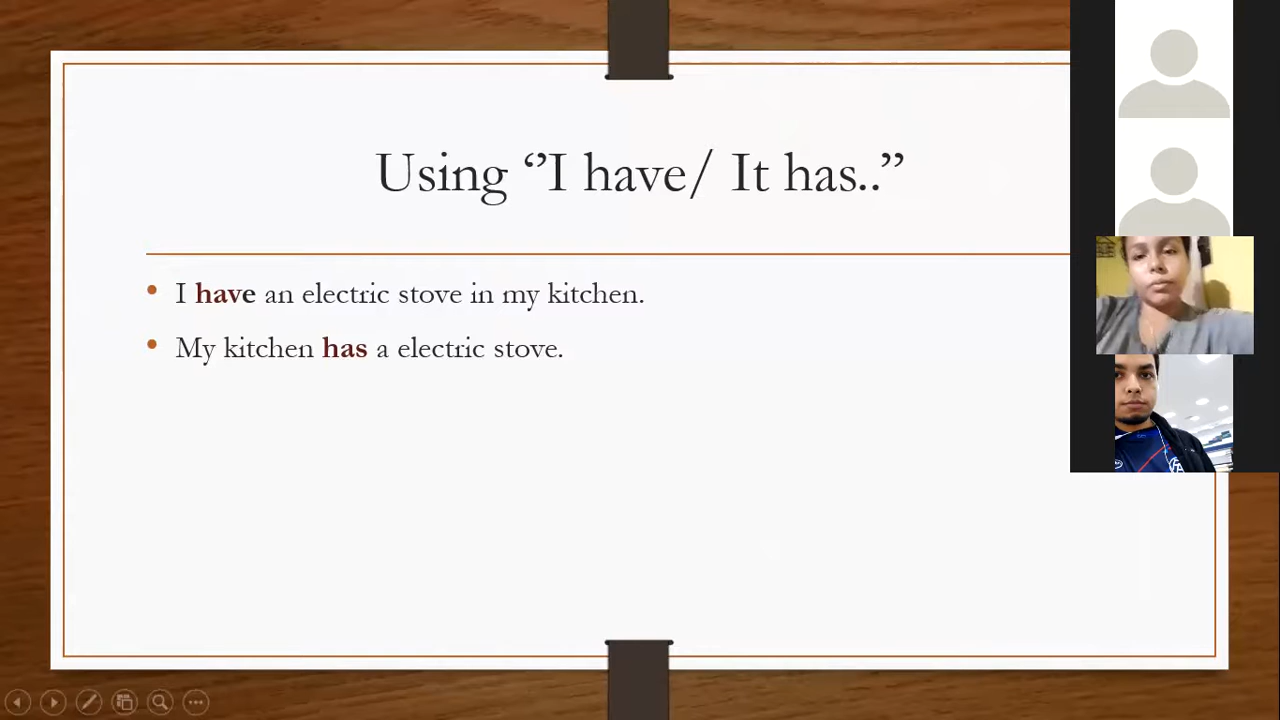 Using “I have/ It has..”
• I have an electric stove in my kitchen.
• My kitchen has a electric stove.